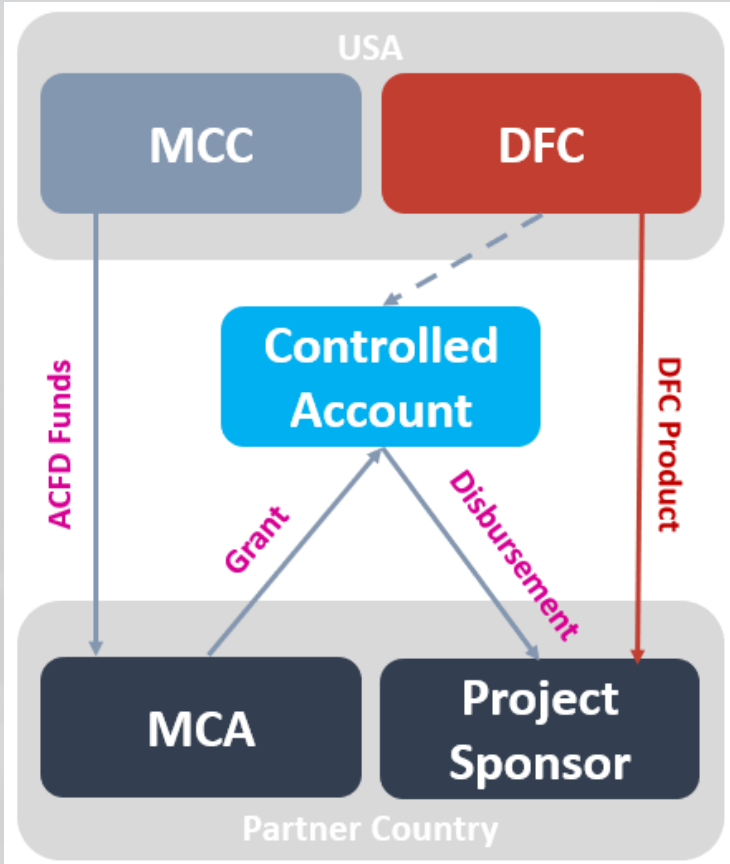 USA
MCC
DFC
Controlled
Account
ACFD Funds
DFC Product
Grant
Disbursement
MCA
Project
Sponsor
Partner Country